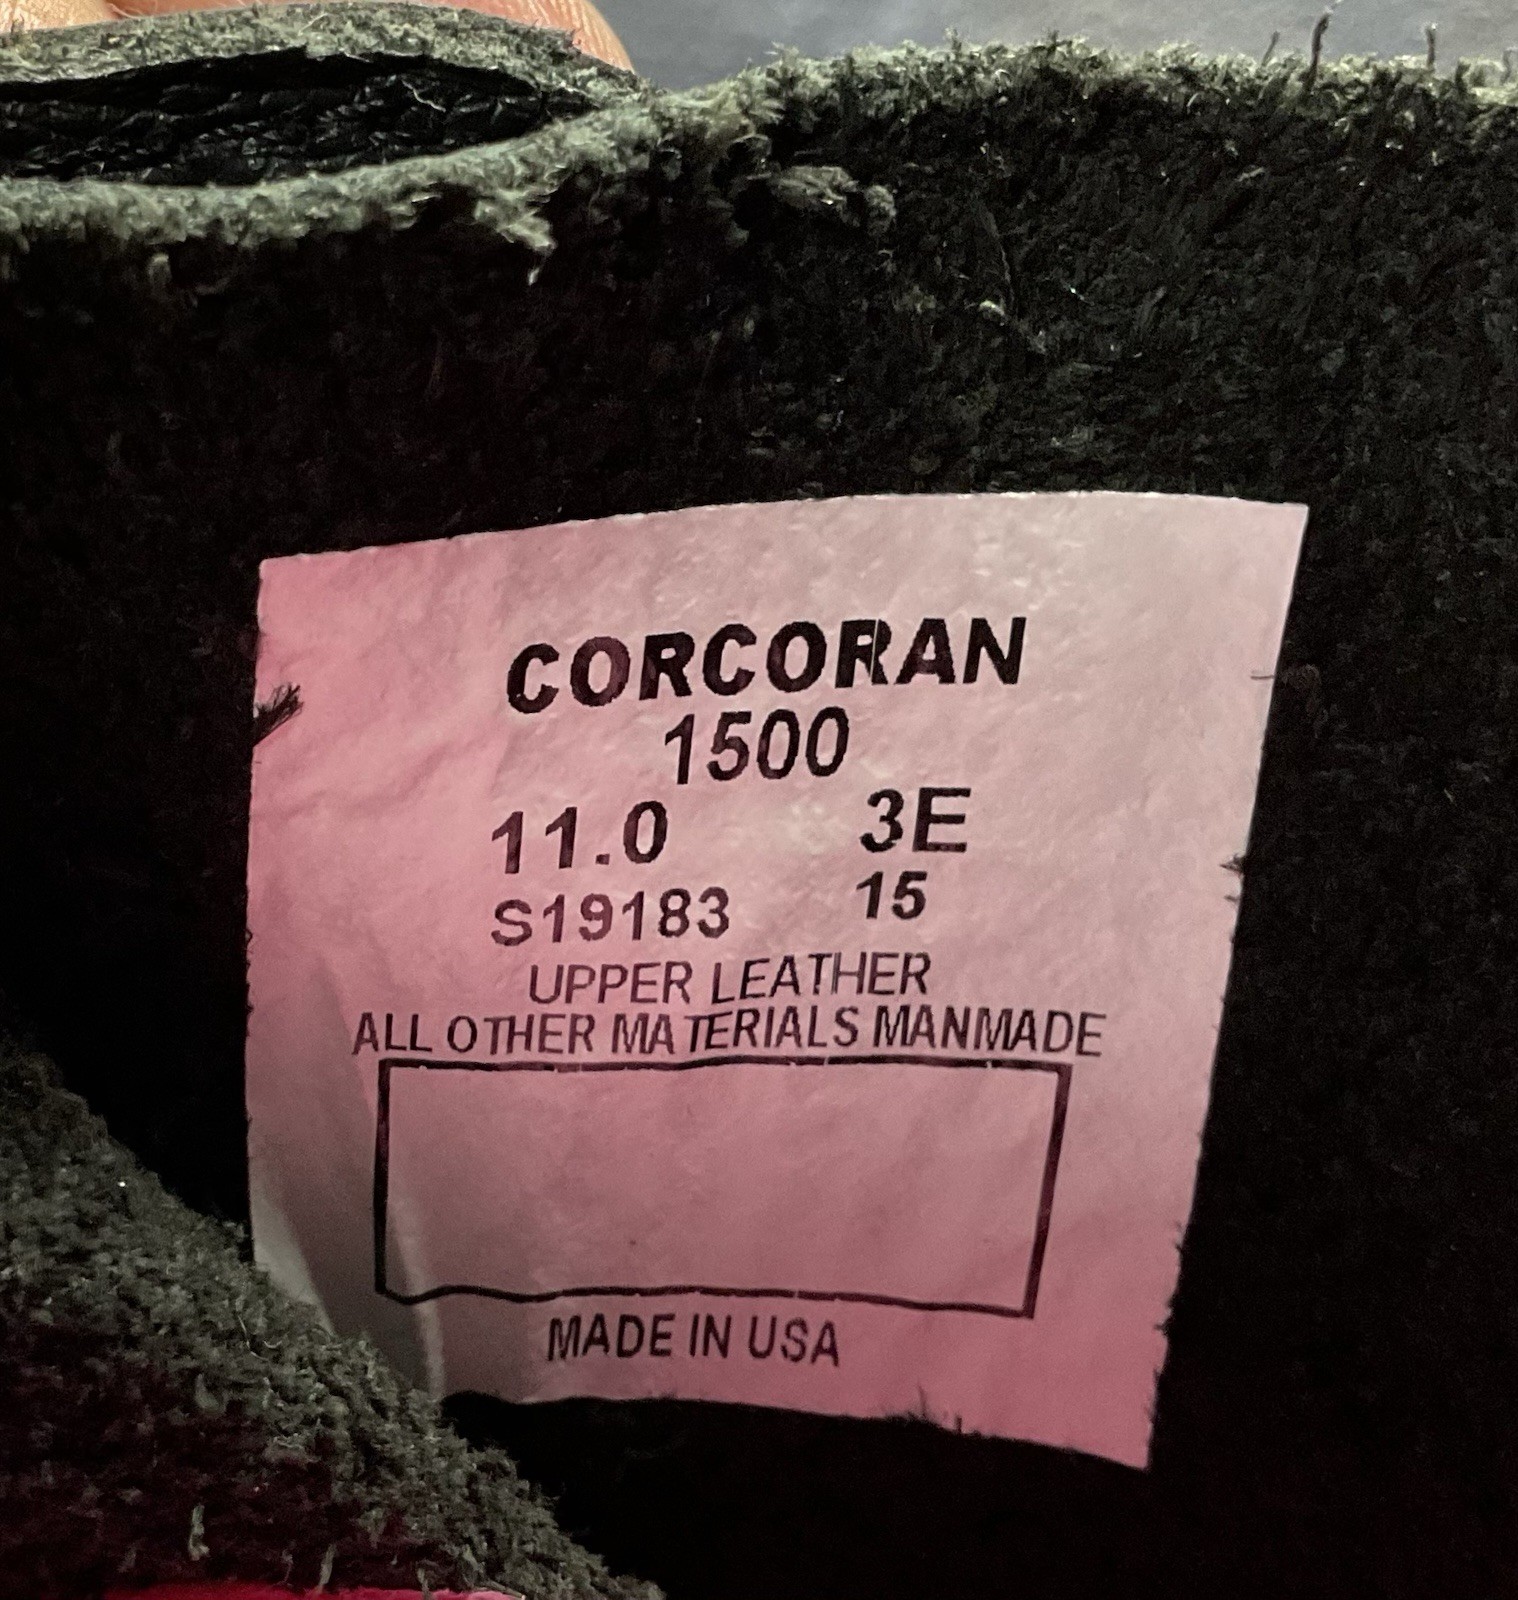 CORCORAN
1500
11.0 3E
S19183 15
UPPER LEATHER
ALL OTHER MATERIALS MANMADE
MADE IN USA